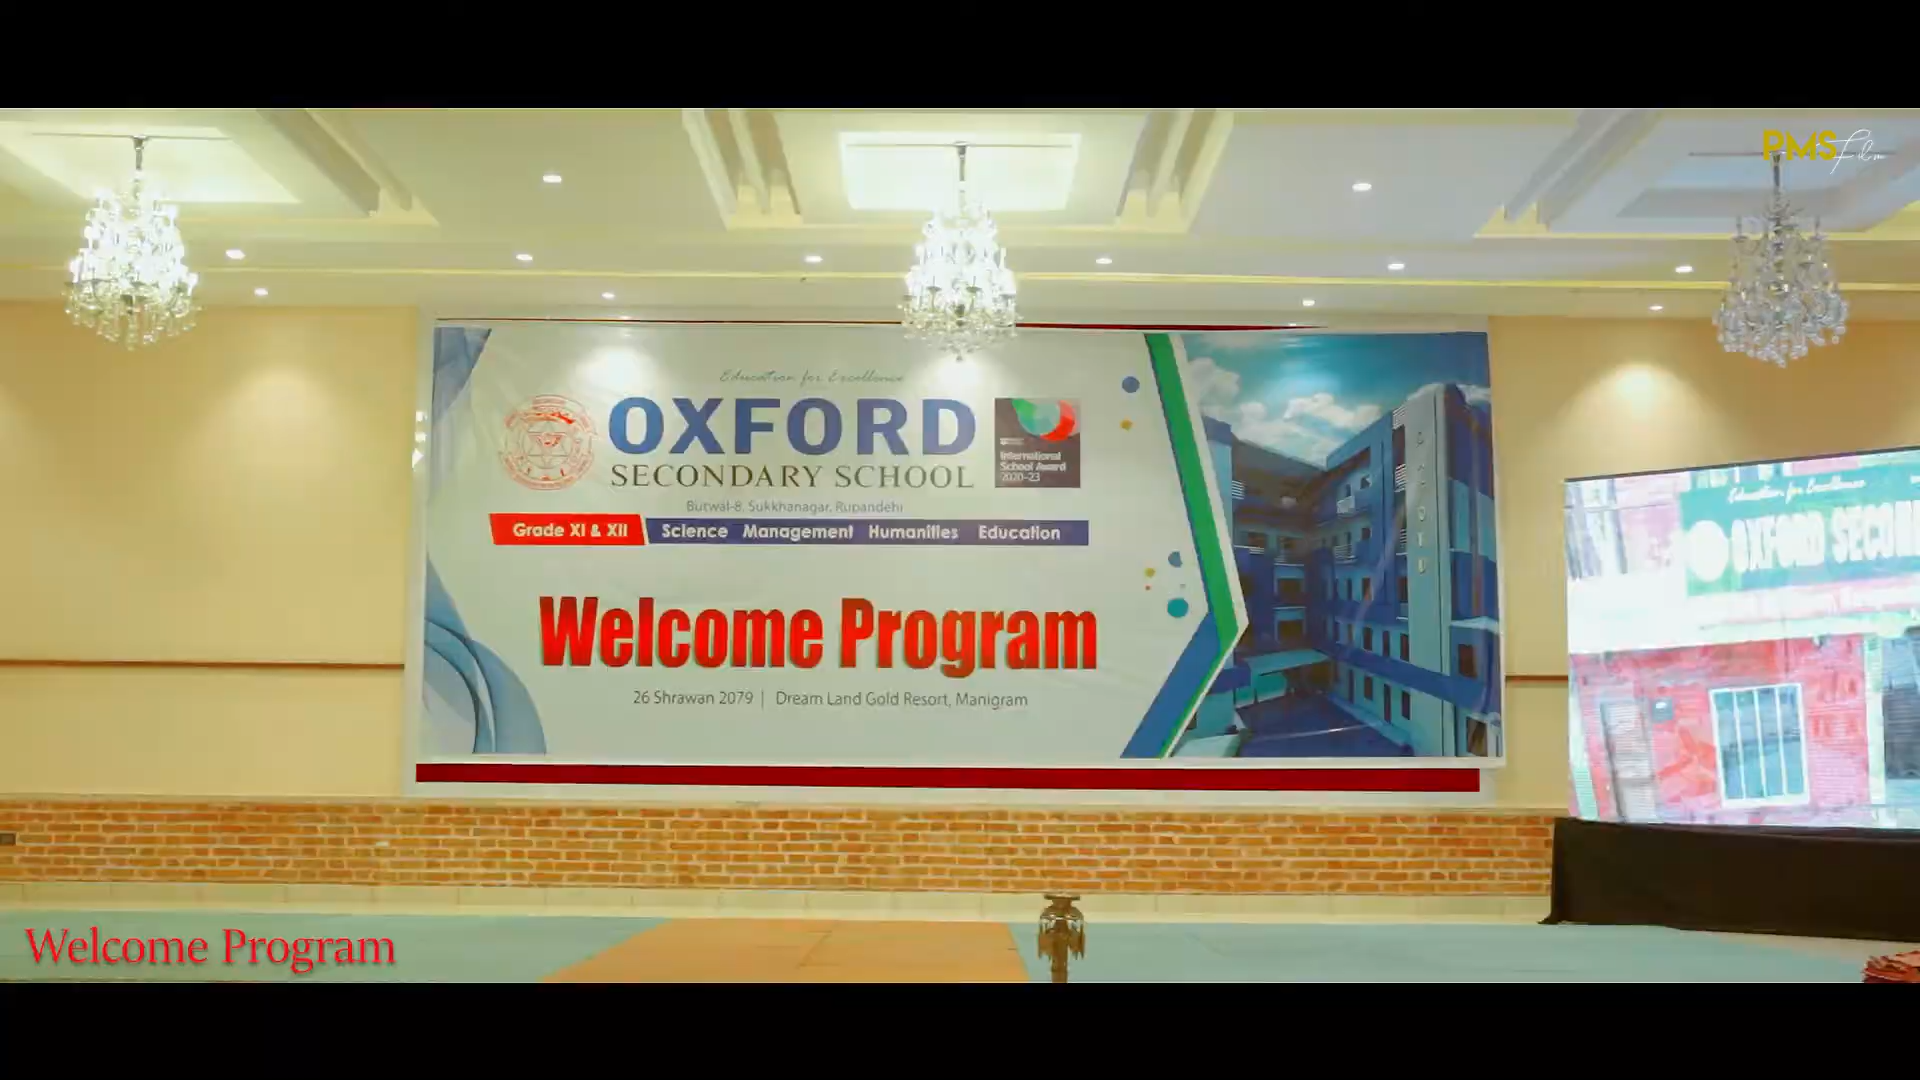 PMS Film
Education for Excellence
OXFORD
SECONDARY SCHOOL
International
School Award
2020-23
Butwal-8, Sukkhanagar, Rupandehi
Grade XI & XII Science Management Humanities Education
Welcome Program
26 Shrawan 2079 | Dream Land Gold Resort, Manigram
OXFORD
Education for Excellence
OXFORD
Welcome Program